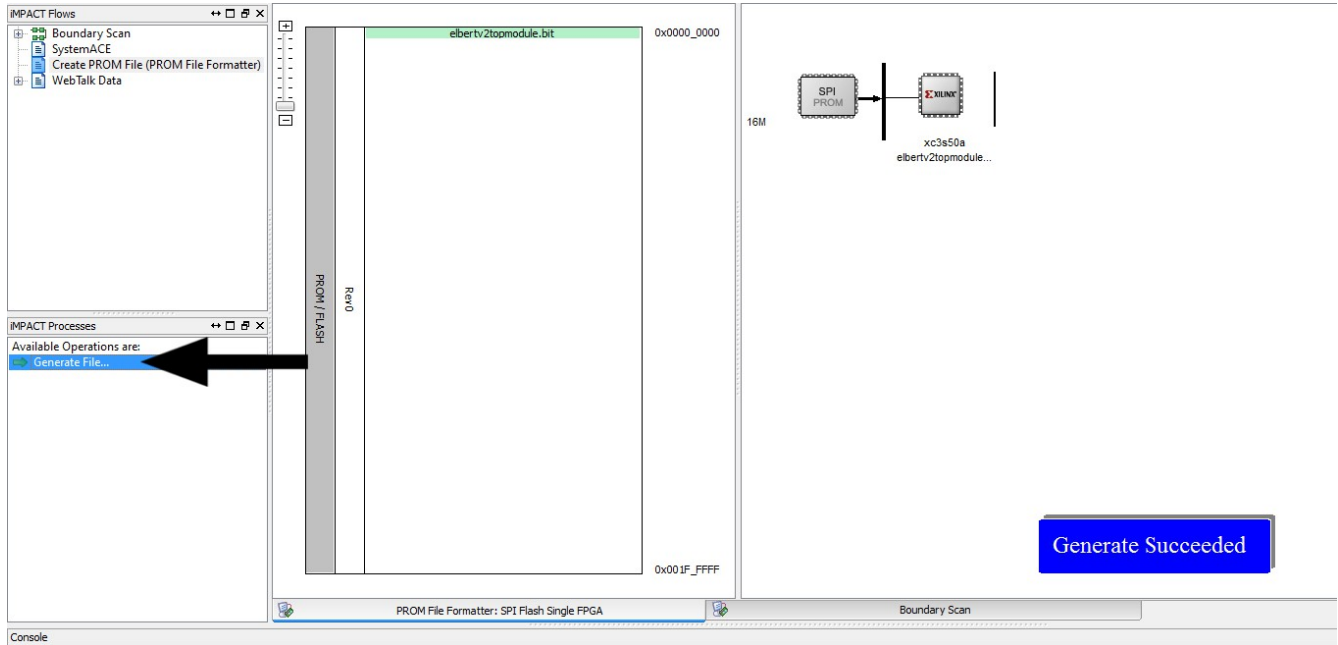 iMPACT Flows
Boundary Scan
SystemACE
Create PROM File (PROM File Formatter)
WebTalk Data
iMPACT Processes
Available Operations are:
Generate File...
elbertv2topmodule.bit
0x0000_0000
PROM / FLASH
Rev0
0x001F_FFFF
16M
SPI
PROM
XILINX
xc3s50a
elbertv2topmodule...
Generate Succeeded
PROM File Formatter: SPI Flash Single FPGA
Boundary Scan
Console